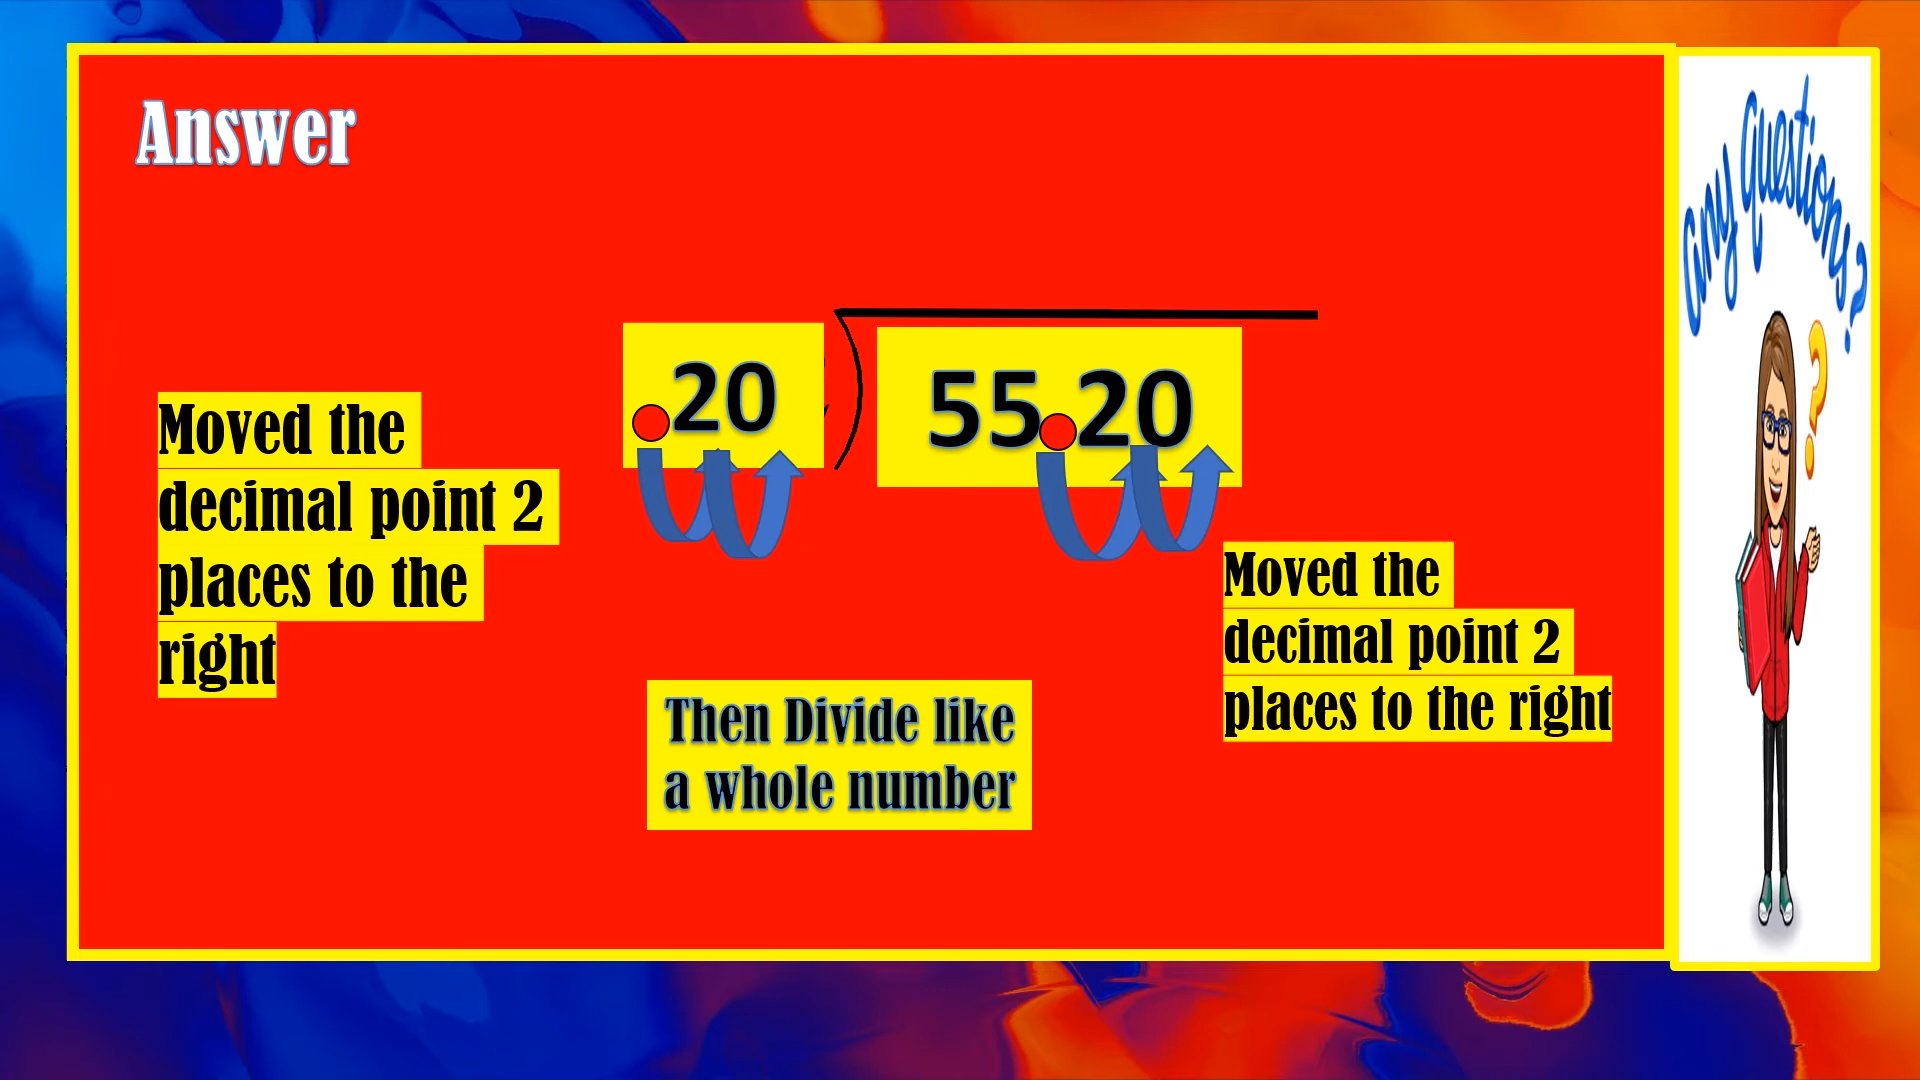 Answer
.20
55.20
Moved the
decimal point 2
places to the
right
Moved the
decimal point 2
places to the right
Then Divide like
a whole number
any questions?
?